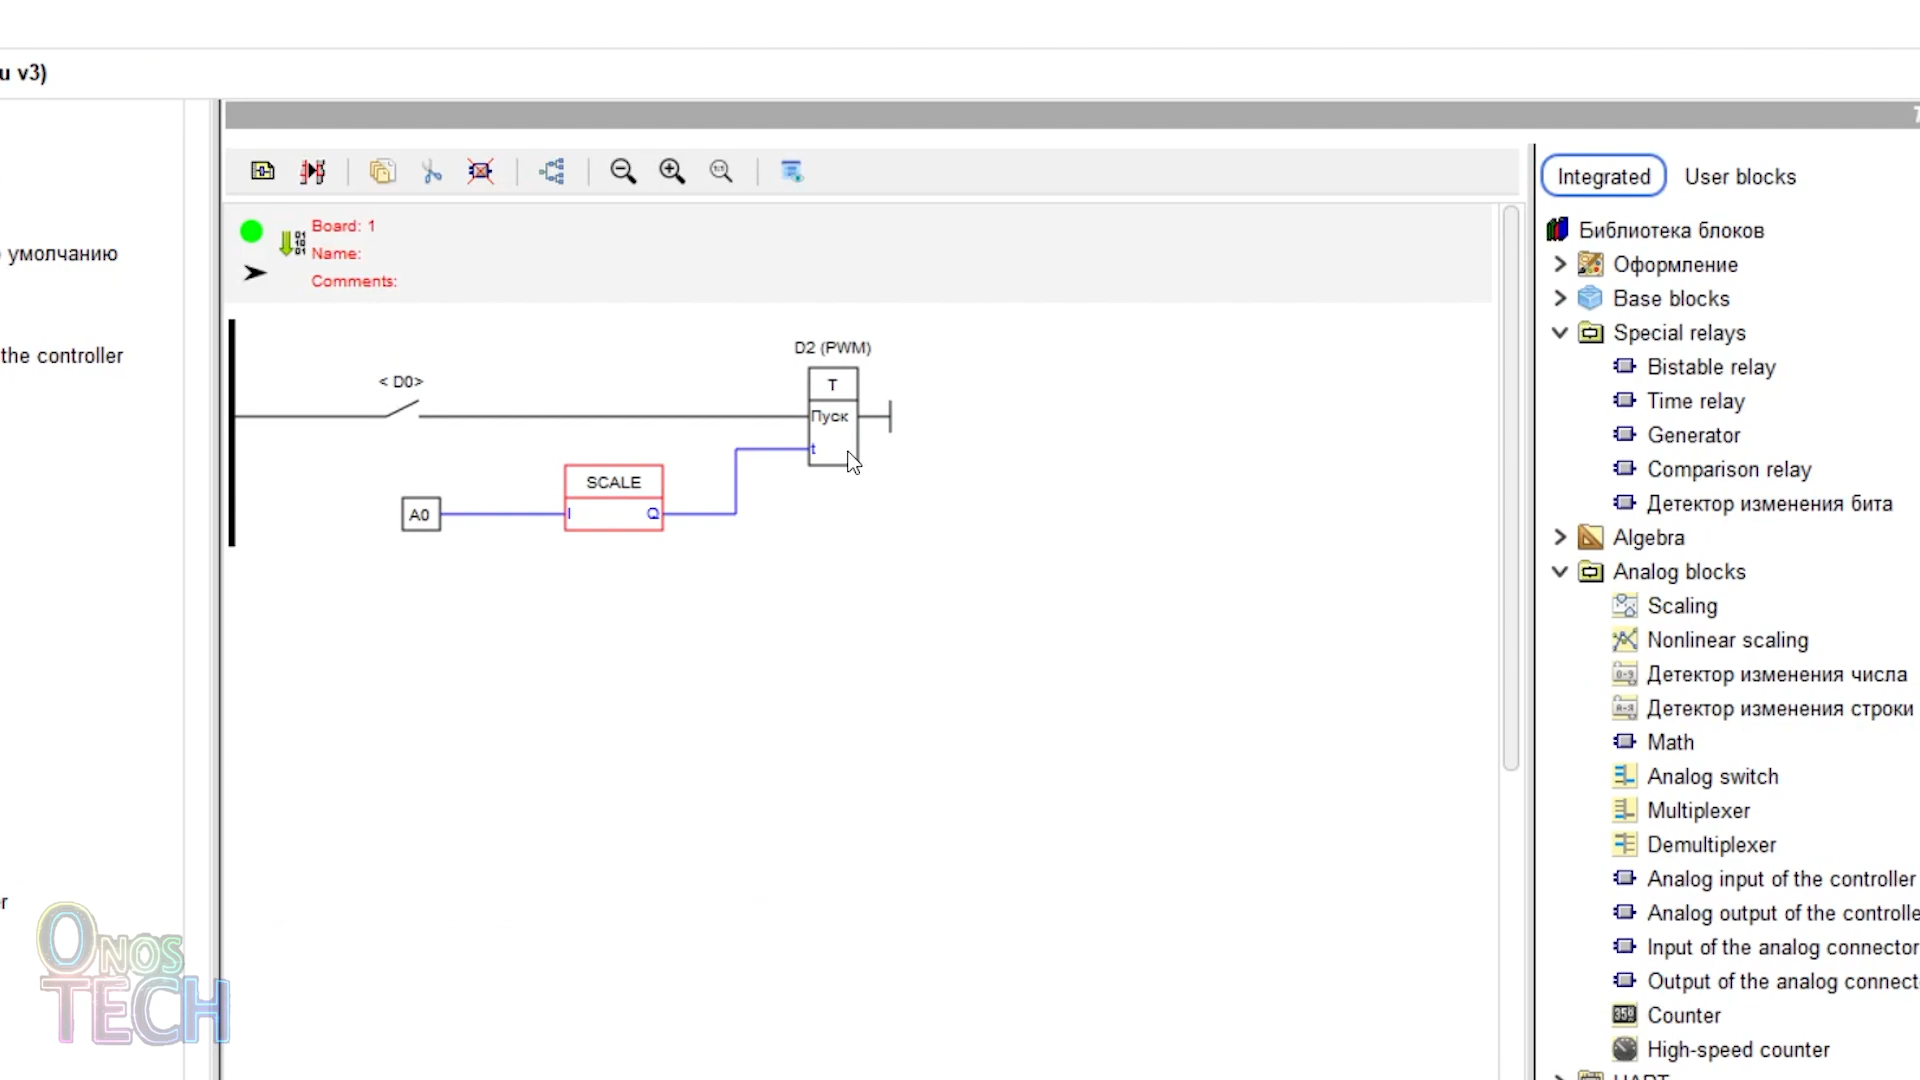 u v3)
умолчанию
the controller
r
Board: 1
Name:
Comments:
D2 (PWM)
T
< D0>
Пуск
t
SCALE
A0
I
Q
Integrated
User blocks
Библиотека блоков
Оформление
Base blocks
Special relays
Bistable relay
Time relay
Generator
Comparison relay
Детектор изменения бита
Algebra
Analog blocks
Scaling
Nonlinear scaling
Детектор изменения числа
Детектор изменения строки
Math
Analog switch
Multiplexer
Demultiplexer
Analog input of the controller
Analog output of the controlle
Input of the analog connector
Output of the analog connect
Counter
High-speed counter
UART
ONOS
TECH